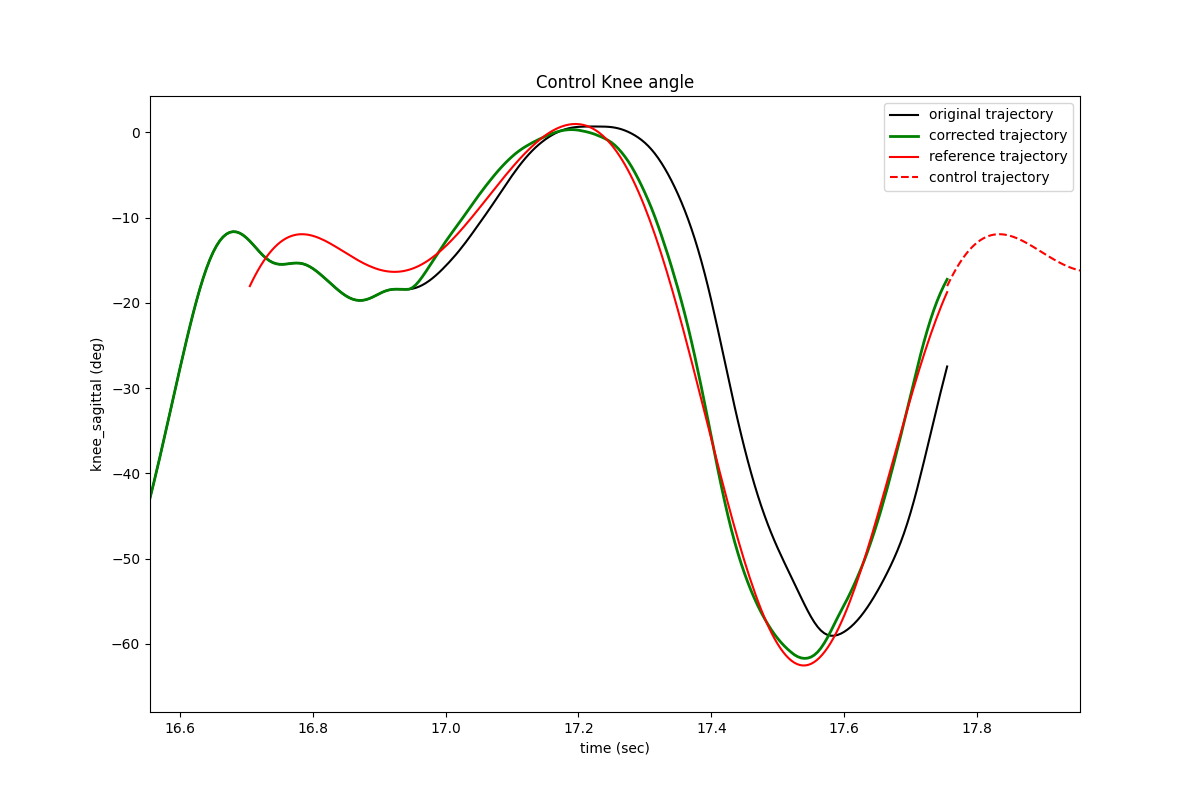 Control Knee angle
original trajectory
corrected trajectory
reference trajectory
control trajectory
knee_sagittal (deg)
0
−10
−20
−30
−40
−50
−60
16.6 16.8 17.0 17.2 17.4 17.6 17.8
time (sec)